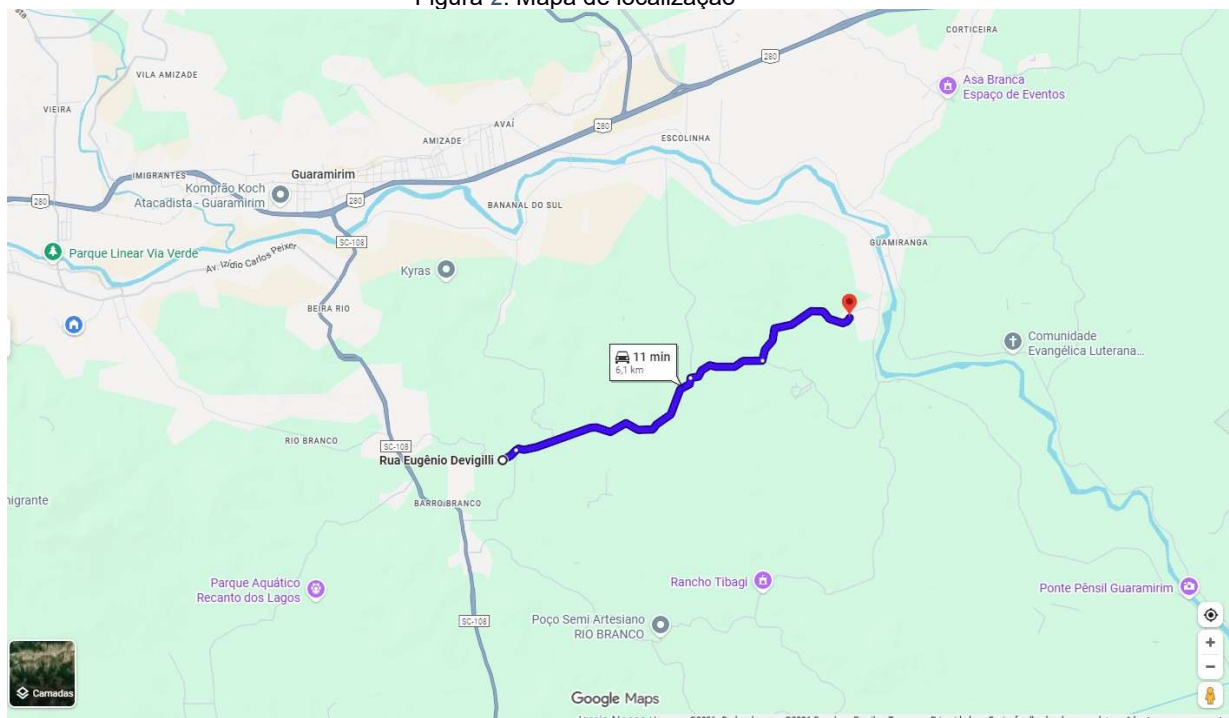 Figura 2: Mapa de localização
CORTICEIRA
280
VILA AMIZADE
Asa Branca
Espaço de Eventos
VIEIRA
AVAÍ
280
AMIZADE
ESCOLINHA
IMIGRANTES
Guaramirim
Komprão Koch
Atacadista - Guaramirim
280
280
BANANAL DO SUL
SC-108
GUAMIRANGA
Parque Linear Via Verde
Av. Izídio Carlos Peixer
Kyras
BEIRA RIO
11 min
6,1 km
Comunidade
Evangélica Luterana...
RIO BRANCO
SC-108
Rua Eugênio Devigilli
migrante
BARRO BRANCO
Parque Aquático
Recanto dos Lagos
Rancho Tibagi
Ponte Pênsil Guaramirim
SC-108
Poço Semi Artesiano
RIO BRANCO
Camadas
Google Maps